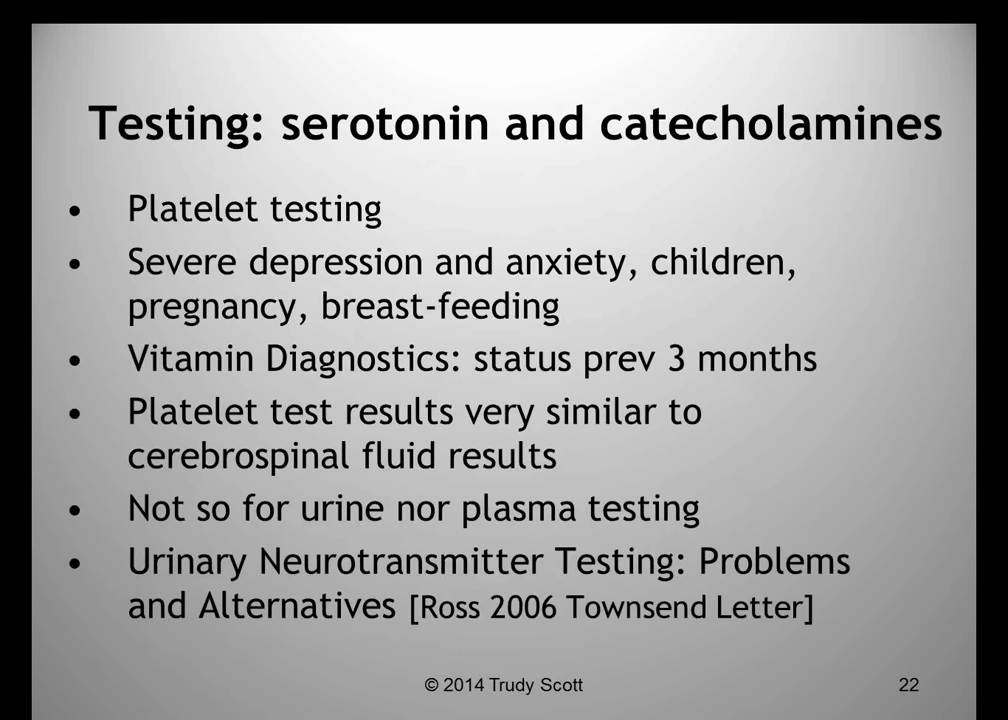 Testing: serotonin and catecholamines
• Platelet testing
• Severe depression and anxiety, children,
pregnancy, breast-feeding
• Vitamin Diagnostics: status prev 3 months
• Platelet test results very similar to
cerebrospinal fluid results
• Not so for urine nor plasma testing
• Urinary Neurotransmitter Testing: Problems
and Alternatives [Ross 2006 Townsend Letter]
© 2014 Trudy Scott
22